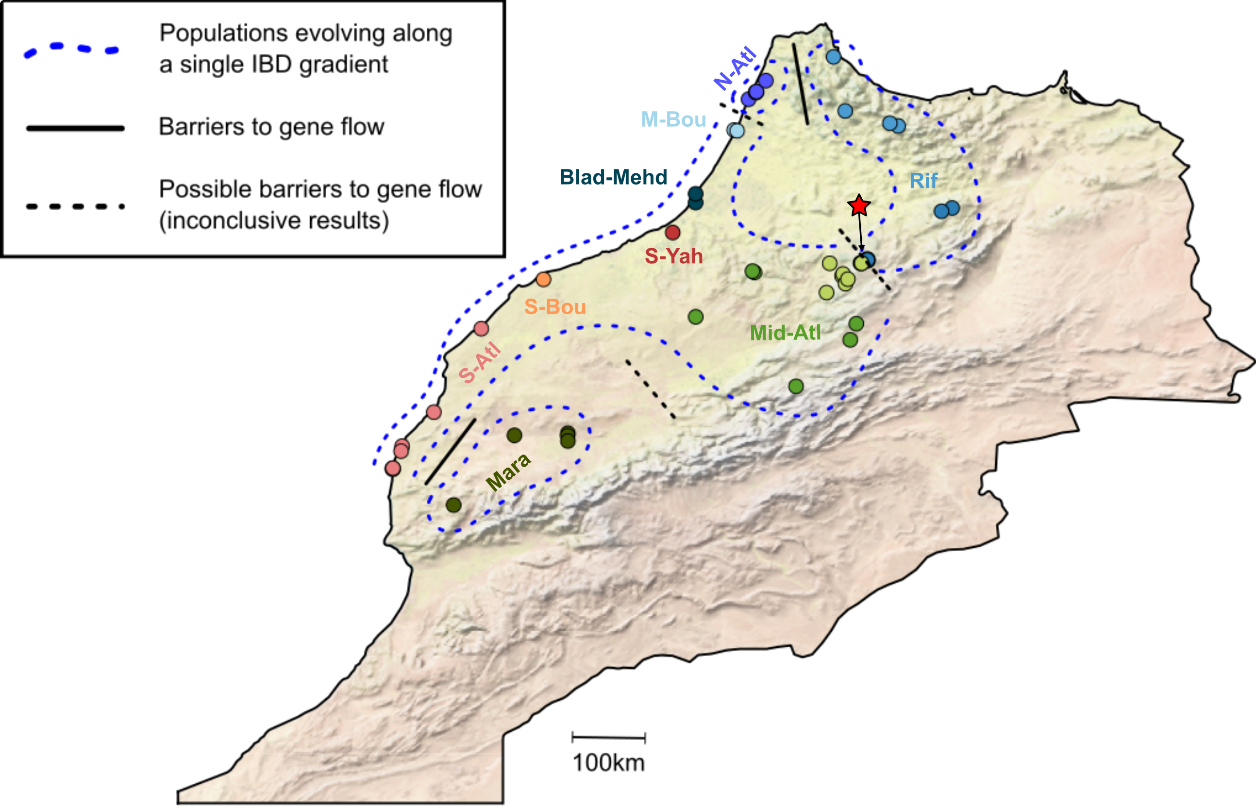 Populations evolving along
a single IBD gradient
Barriers to gene flow
Possible barriers to gene flow
(inconclusive results)
N-Atl
M-Bou
Blad-Mehd
Rif
S-Yah
S-Bou
Mid-Atl
S-Atl
Mara
100km